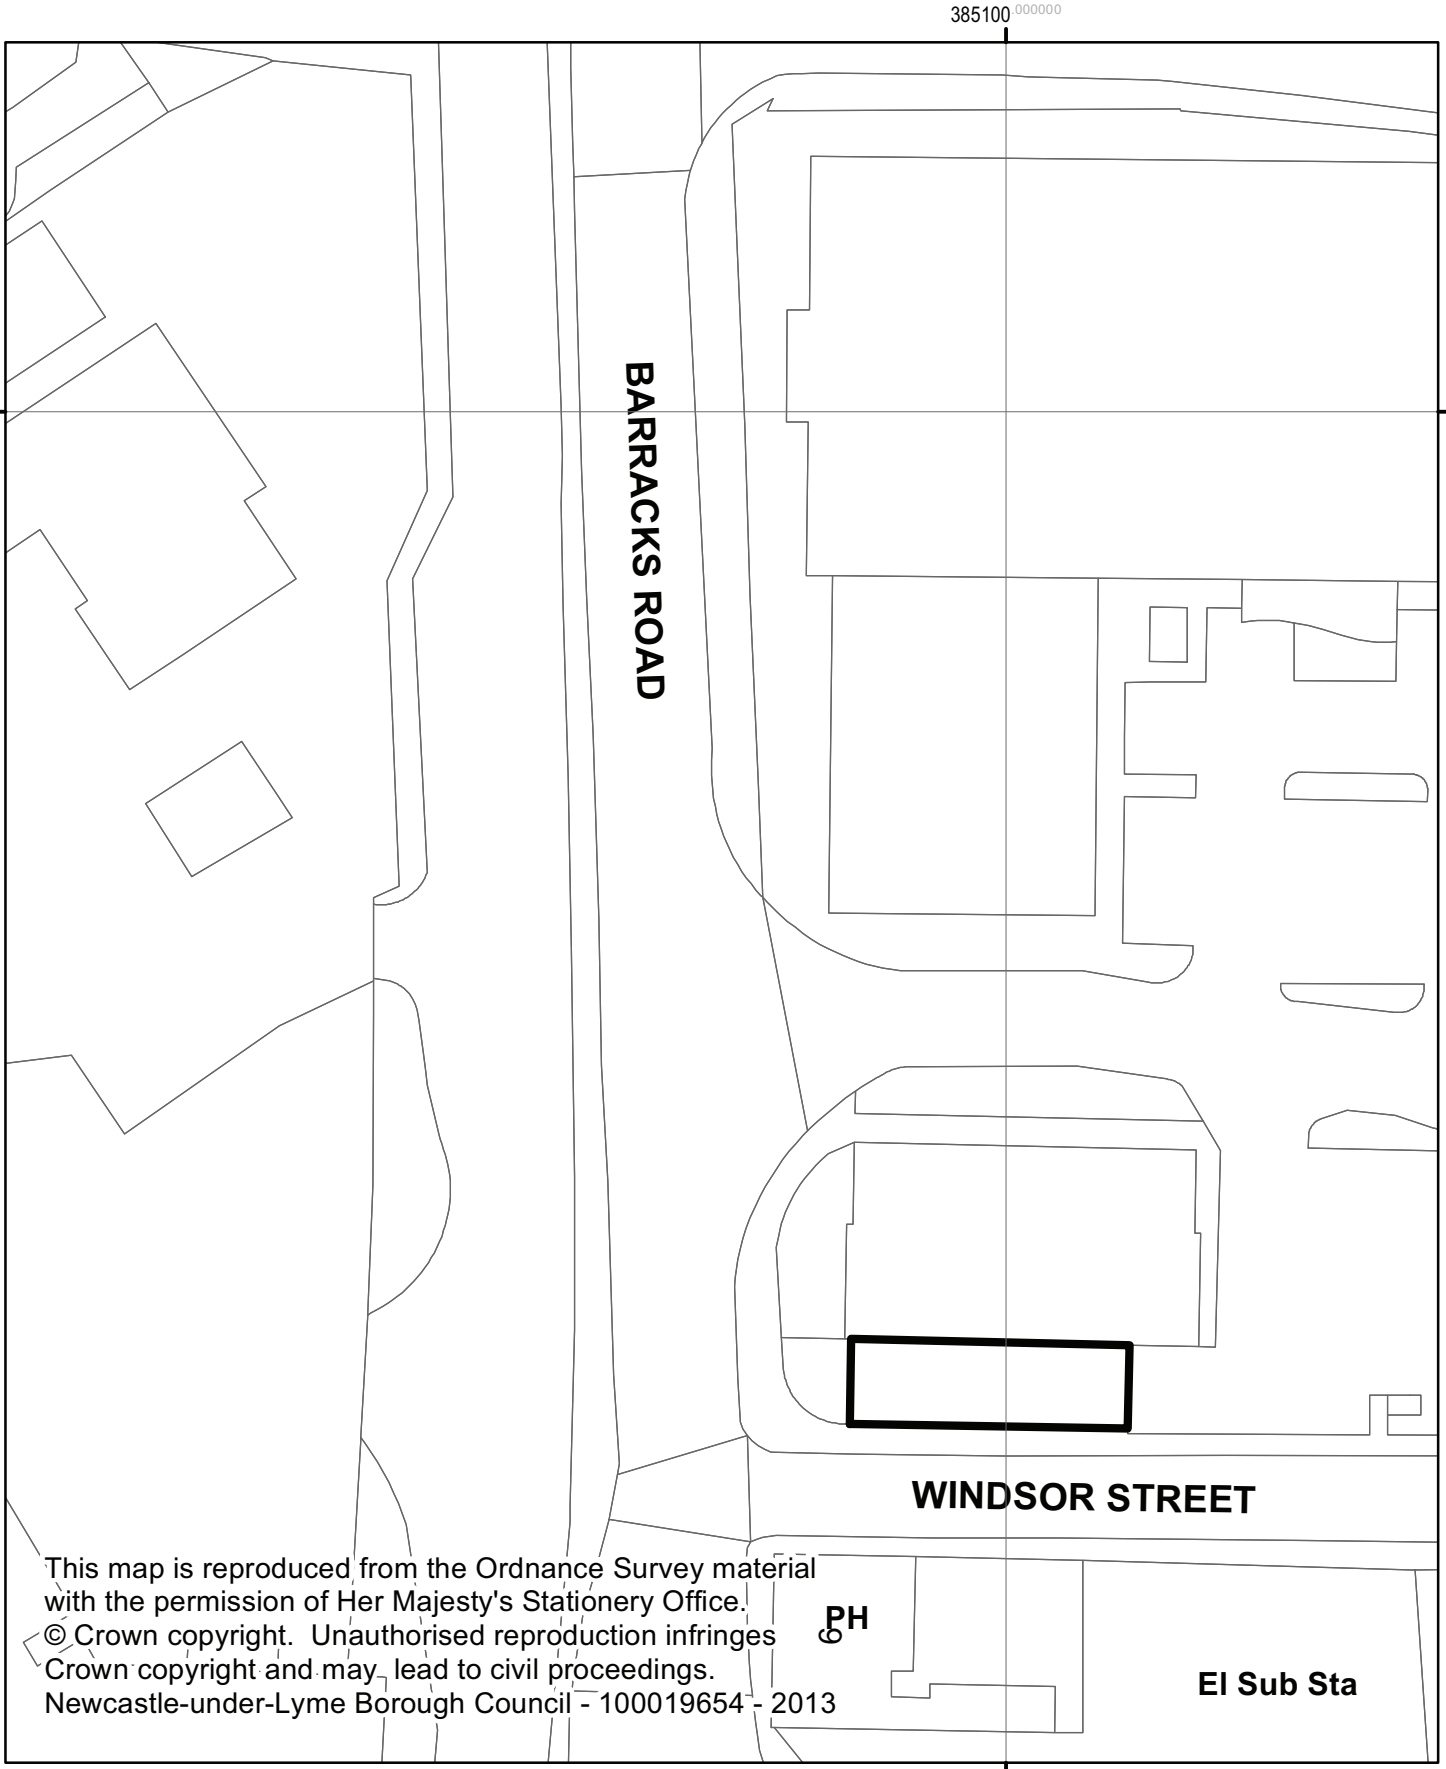 385100.000000
BARRACKS ROAD
WINDSOR STREET
This map is reproduced from the Ordnance Survey material
with the permission of Her Majesty's Stationery Office.
© Crown copyright. Unauthorised reproduction infringes
Crown copyright and may lead to civil proceedings.
Newcastle-under-Lyme Borough Council - 100019654 - 2013
PH
69
El Sub Sta